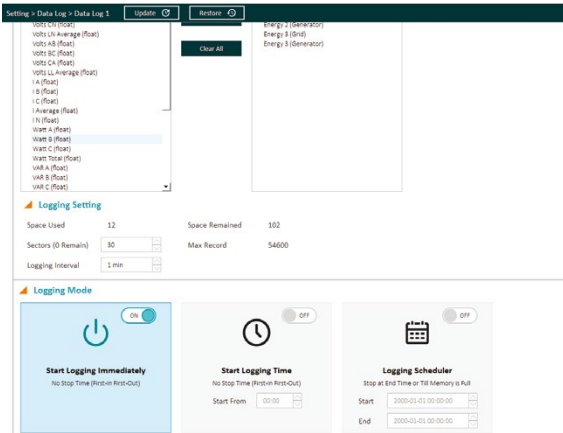 Setting > Data Log > Data Log 1
Update
Restore
Volts CN (float)
Volts LN Average (float)
Volts AB (float)
Volts BC (float)
Volts CA (float)
Volts LL Average (float)
I A (float)
I B (float)
I C (float)
I Average (float)
I N (float)
Watt A (float)
Watt B (float)
Watt C (float)
Watt Total (float)
VAR A (float)
VAR B (float)
VAR C (float)
Clear All
Energy 2 (Generator)
Energy 3 (Grid)
Energy 3 (Generator)
Logging Setting
Space Used 12 Space Remained 102
Sectors (0 Remain) 30 Max Record 54600
Logging Interval 1 min
Logging Mode
ON
Start Logging Immediately
No Stop Time (First-In First-Out)
OFF
Start Logging Time
No Stop Time (First-In First-Out)
Start From 00:00
OFF
Logging Scheduler
Stop at End Time or Till Memory is Full
Start 2000-01-01 00:00:00
End 2000-01-01 00:00:00